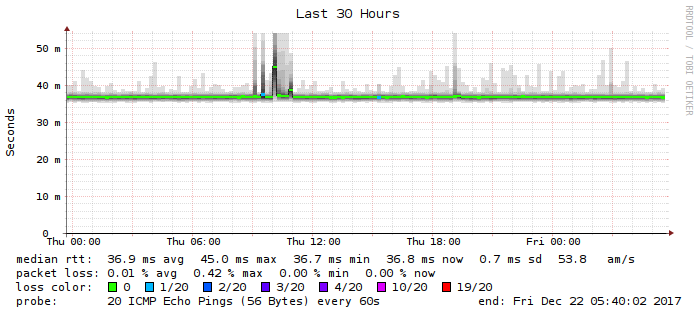 Last 30 Hours
RRDTOOL / TOBI OETIKER
Seconds
50 m
40 m
30 m
20 m
10 m
0
Thu 00:00 Thu 06:00 Thu 12:00 Thu 18:00 Fri 00:00
median rtt: 36.9 ms avg 45.0 ms max 36.7 ms min 36.8 ms now 0.7 ms sd 53.8 am/s
packet loss: 0.01 % avg 0.42 % max 0.00 % min 0.00 % now
loss color: 0 1/20 2/20 3/20 4/20 10/20 19/20
probe: 20 ICMP Echo Pings (56 Bytes) every 60s end: Fri Dec 22 05:40:02 2017